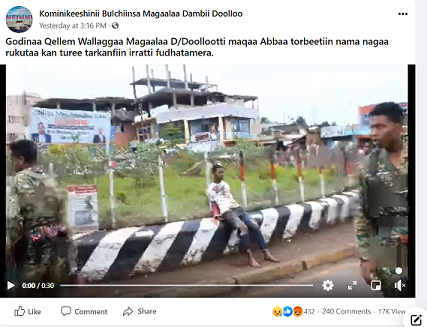 Kominikeeshinii Bulchiinsa Magaalaa Dambii Doolloo
Yesterday at 3:16 PM ·
Godinaa Qellem Wallaggaa Magaalaa D/Doollootti maqaa Abbaa torbeetiin nama nagaa
rukutaa kan turee tarkanfiin irratti fudhatamera.
0:00 / 0:30
432 · 240 Comments · 17K View
Like
Comment
Share